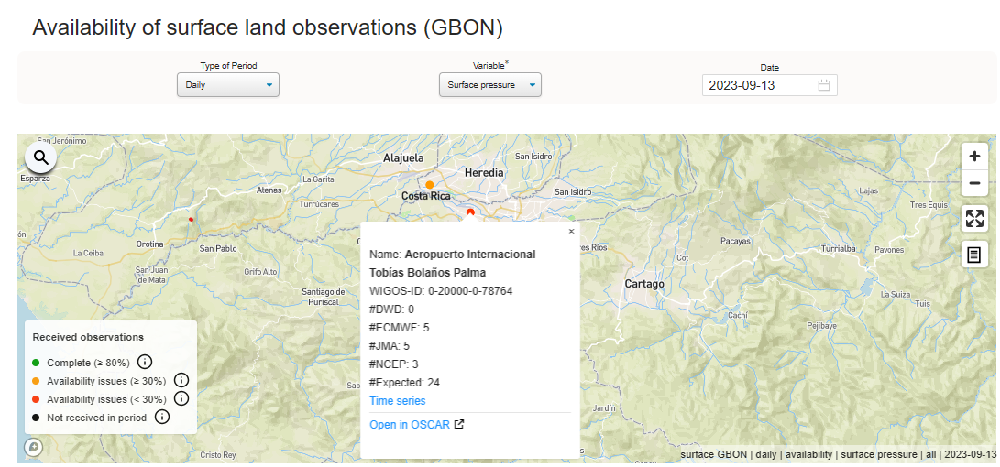 Availability of surface land observations (GBON)
Type of Period
Daily
Variable*
Surface pressure
Date
2023-09-13
San Jerónimo
Esparza
Alajuela
San Isidro
Heredia
La Garita
Atenas
Costa Rica
San Isidro
Turrúcares
Lajas
Tres Equis
ón
Orotina
La Ceiba
San Pablo
es Ríos
Pacayas
Turrialba
Pavones
Cot
San Juan
de Mata
Grifo Alto
Cartago
Santiago de
Puriscal
La Suiza
Tuis
Cachí
Pejibaye
Sab
Jardín
Cristo Rey
s
×
Name: Aeropuerto Internacional
Tobías Bolaños Palma
WIGOS-ID: 0-20000-0-78764
#DWD: 0
#ECMWF: 5
#JMA: 5
#NCEP: 3
#Expected: 24
Time series
Open in OSCAR
Received observations
Complete (≥ 80%)
Availability issues (≥ 30%)
Availability issues (< 30%)
Not received in period
surface GBON | daily | availability | surface pressure | all | 2023-09-13